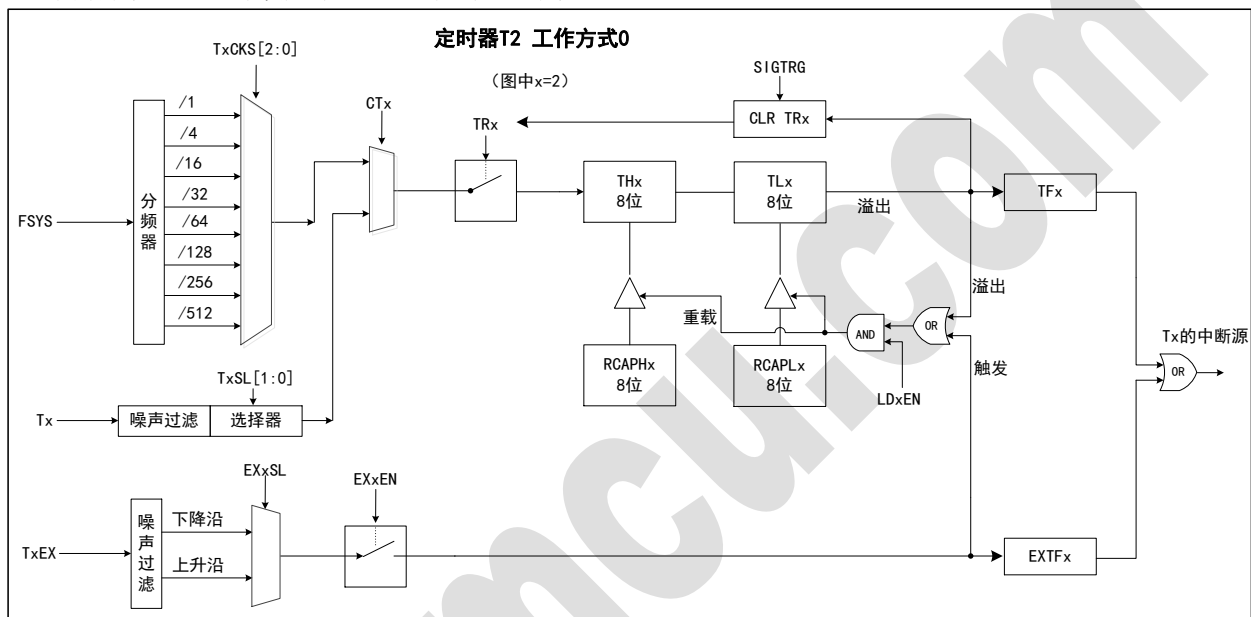 定时器T2 工作方式0
(图中x=2)
TxCKS[2:0]
CTx
TRx
SIGTRG
CLR TRx
FSYS
分频器
/1
/4
/16
/32
/64
/128
/256
/512
THx
8位
TLx
8位
溢出
TFx
重载
RCAPHx
8位
RCAPLx
8位
AND
OR
溢出
触发
LDxEN
Tx的中断源
OR
TxSL[1:0]
Tx
噪声过滤
选择器
EXxSL
EXxEN
TxEX
噪声过滤
下降沿
上升沿
EXTFx
mcu.com